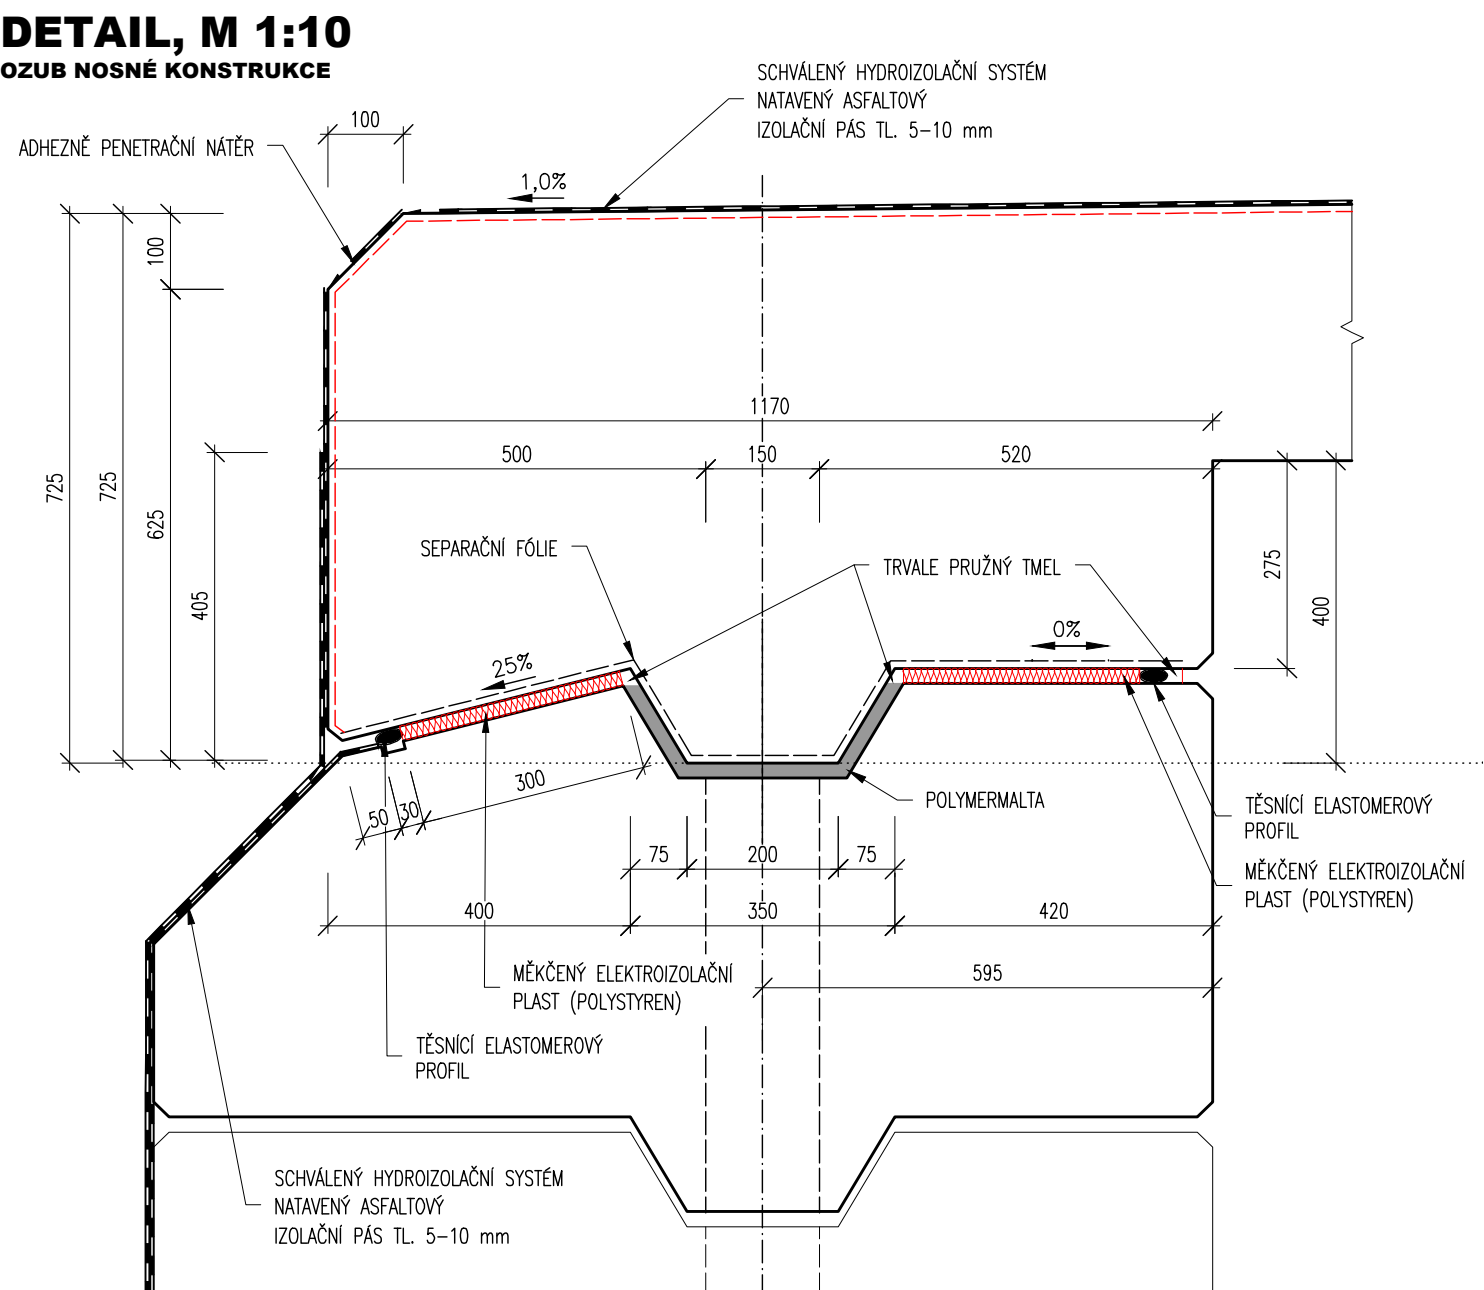 DETAIL, M 1:10
OZUB NOSNÉ KONSTRUKCE
SCHVÁLENÝ HYDROIZOLAČNÍ SYSTÉM
NATAVENÝ ASFALTOVÝ
IZOLAČNÍ PÁS TL. 5-10 mm
100
ADHEZNĚ PENETRAČNÍ NÁTĚR
1,0%
100
1170
500
150
520
725
725
625
405
SEPARAČNÍ FÓLIE
TRVALE PRUŽNÝ TMEL
275
400
0%
25%
300
50
30
POLYMERMALTA
TĚSNÍCÍ ELASTOMEROVÝ
PROFIL
75
200
75
MĚKČENÝ ELEKTROIZOLAČNÍ
PLAST (POLYSTYREN)
400
350
420
595
MĚKČENÝ ELEKTROIZOLAČNÍ
PLAST (POLYSTYREN)
TĚSNÍCÍ ELASTOMEROVÝ
PROFIL
SCHVÁLENÝ HYDROIZOLAČNÍ SYSTÉM
NATAVENÝ ASFALTOVÝ
IZOLAČNÍ PÁS TL. 5-10 mm